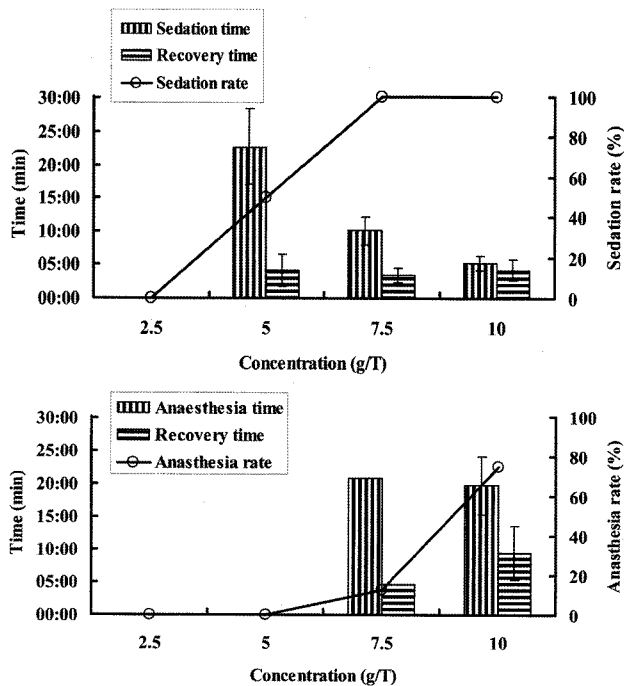 Sedation time
Recovery time
Sedation rate
30:00
25:00
20:00
15:00
10:00
05:00
00:00
Time (min)
100
80
60
40
20
0
Sedation rate (%)
2.5 5 7.5 10
Concentration (g/T)
Anaesthesia time
Recovery time
Anasthesia rate
30:00
25:00
20:00
15:00
10:00
05:00
00:00
Time (min)
100
80
60
40
20
0
Anasthesia rate (%)
2.5 5 7.5 10
Concentration (g/T)